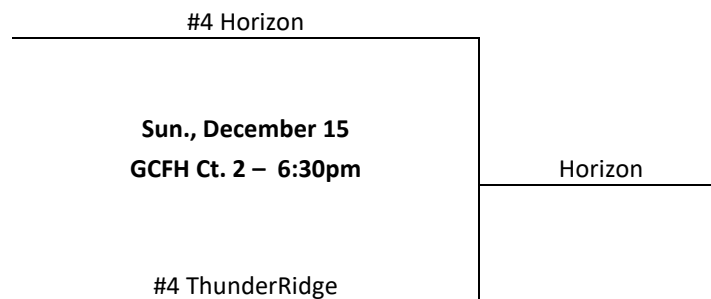 #4 Horizon
Sun., December 15
GCFH Ct. 2 – 6:30pm
Horizon
#4 ThunderRidge